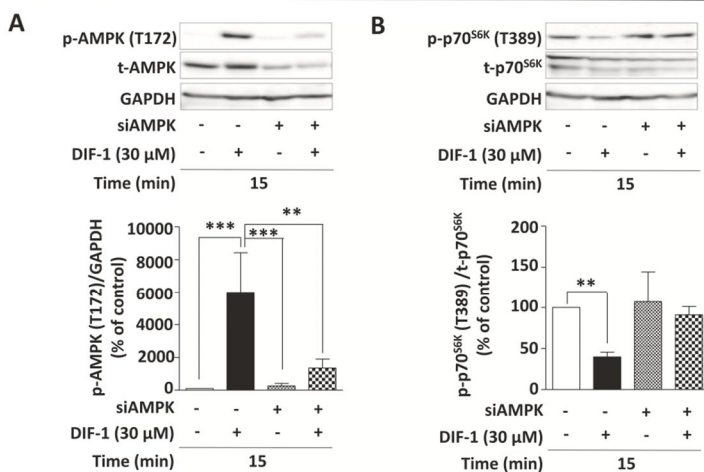 A
p-AMPK (T172)
t-AMPK
GAPDH
siAMPK - - + +
DIF-1 (30 μM) - + - +
Time (min) 15
10000
8000
6000
4000
2000
0
p-AMPK (T172)/GAPDH
(% of control)
*** *** **
siAMPK - - + +
DIF-1 (30 μM) - + - +
Time (min) 15
B
p-p70S6K (T389)
t-p70S6K
GAPDH
siAMPK - - + +
DIF-1 (30 μM) - + - +
Time (min) 15
200
150
100
50
0
p-p70S6K (T389) /t-p70S6K
(% of control)
**
siAMPK - - + +
DIF-1 (30 μM) - + - +
Time (min) 15